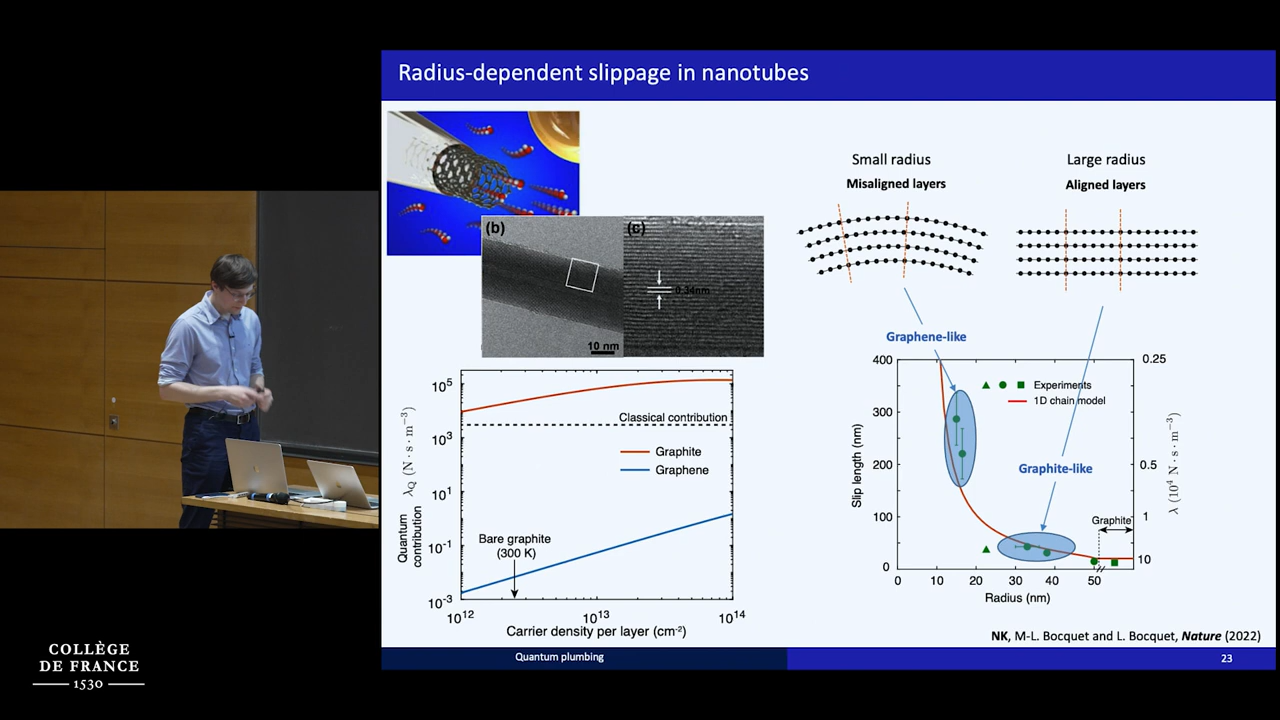 Radius-dependent slippage in nanotubes
Small radius
Misaligned layers
Large radius
Aligned layers
(b)
(c)
0.34nm
10 nm
Graphene-like
Graphite-like
10⁵
10³
10¹
10⁻¹
10⁻³
λ_Q (N · s · m⁻³)
Quantum
contribution
Classical contribution
Graphite
Graphene
Bare graphite
(300 K)
10¹²
10¹³
10¹⁴
Carrier density per layer (cm⁻²)
400
300
200
100
0
Slip length (nm)
Experiments
1D chain model
Graphite
0.25
0.5
1
10
λ (10⁴ N · s · m⁻³)
0
10
20
30
40
50
Radius (nm)
NK, M-L. Bocquet and L. Bocquet, Nature (2022)
Quantum plumbing
23
COLLÈGE
DE FRANCE
1530